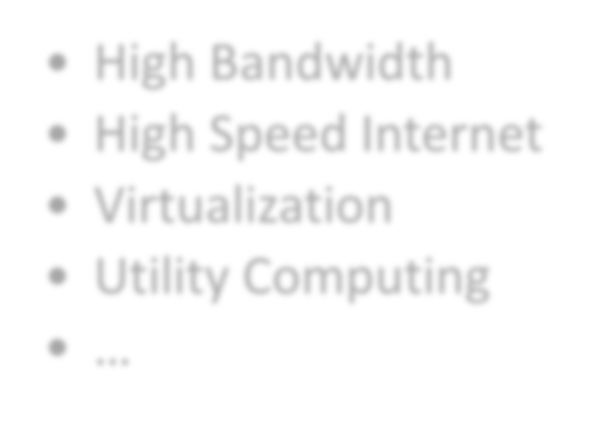 • High Bandwidth
• High Speed Internet
• Virtualization
• Utility Computing
• ...